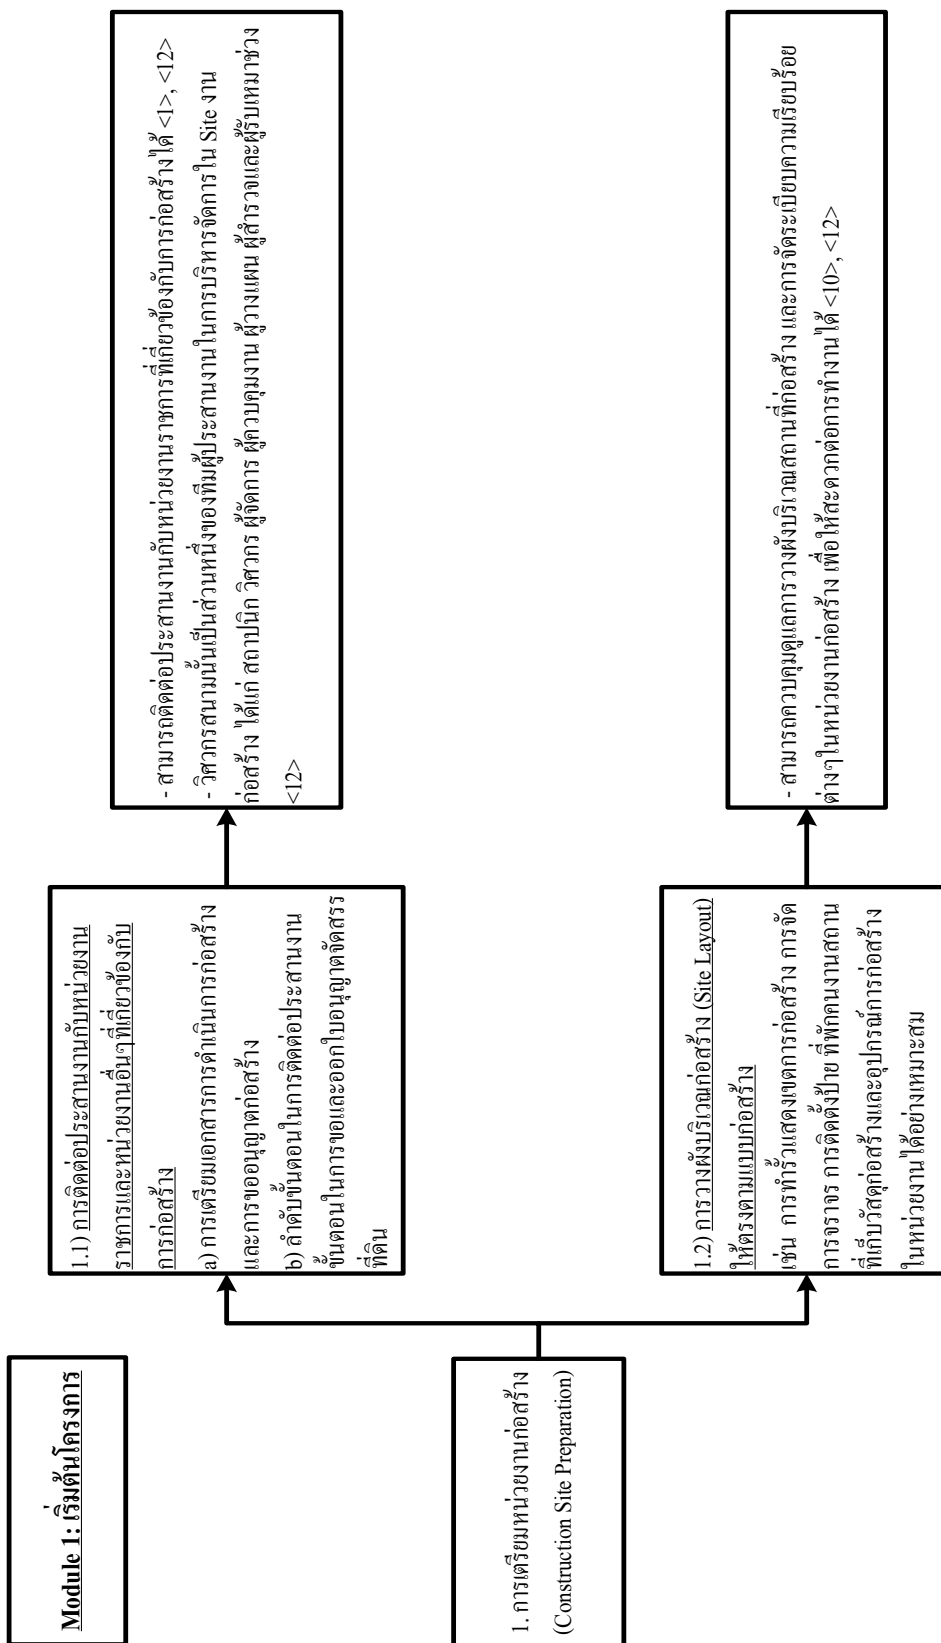 Module 1: เริ่มต้นโครงการ
1. การเตรียมหน่วยงานก่อสร้าง
(Construction Site Preparation)
1.1) การติดต่อประสานงานกับหน่วยงาน
ราชการและหน่วยงานอื่นๆที่เกี่ยวข้องกับ
การก่อสร้าง
a) การเตรียมเอกสารการดำเนินการก่อสร้าง
และการขออนุญาตก่อสร้าง
b) ลำดับขั้นตอนในการติดต่อประสานงาน
ขั้นตอนในการขอและออกใบอนุญาตจัดสรร
ที่ดิน
- สามารถติดต่อประสานงานกับหน่วยงานราชการที่เกี่ยวข้องกับการก่อสร้างได้ <1>, <12>
- วิศวกรสนามนั้นเป็นส่วนหนึ่งของทีมผู้ประสานงานในการบริหารจัดการใน Site งาน
ก่อสร้าง ได้แก่ สถาปนิก วิศวกร ผู้จัดการ ผู้ควบคุมงาน ผู้วางแผน ผู้สำรวจและผู้รับเหมาช่วง
<12>
1.2) การวางผังบริเวณก่อสร้าง (Site Layout)
ให้ตรงตามแบบก่อสร้าง
เช่น การทำรั้วแสดงเขตการก่อสร้าง การจัด
การจราจร การติดตั้งป้าย ที่พักคนงานสถาน
ที่เก็บวัสดุก่อสร้างและอุปกรณ์การก่อสร้าง
ในหน่วยงานได้อย่างเหมาะสม
- สามารถควบคุมดูแลการวางผังบริเวณสถานที่ก่อสร้าง และการจัดระเบียบความเรียบร้อย
ต่างๆในหน่วยงานก่อสร้าง เพื่อให้สะดวกต่อการทำงานได้ <10>, <12>